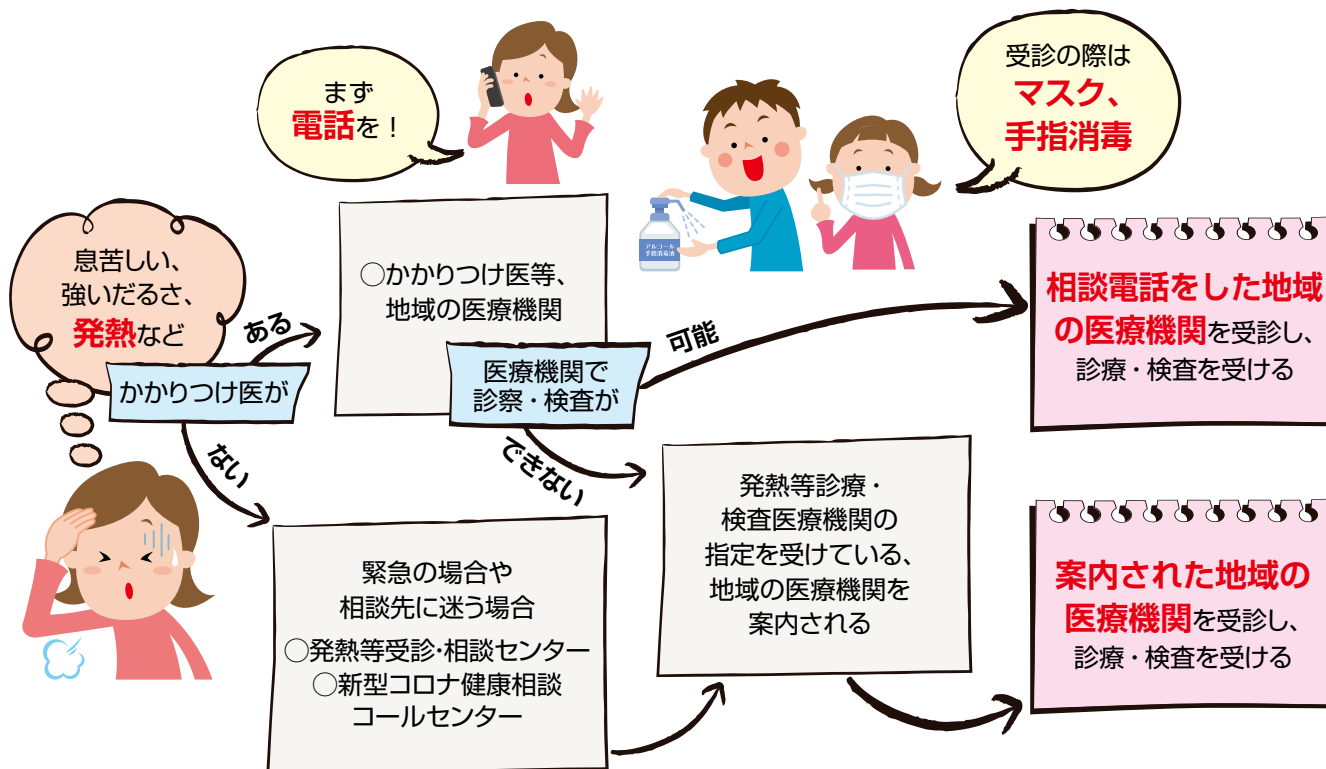 まず
電話を！
受診の際は
マスク、
手指消毒
アルコール
手指消毒液
息苦しい、
強いだるさ、
発熱など
かかりつけ医が
ある
ない
○かかりつけ医等、
地域の医療機関
医療機関で
診察・検査が
可能
できない
相談電話をした地域
の医療機関を受診し、
診療・検査を受ける
緊急の場合や
相談先に迷う場合
○発熱等受診・相談センター
○新型コロナ健康相談
コールセンター
発熱等診療・
検査医療機関の
指定を受けている、
地域の医療機関を
案内される
案内された地域の
医療機関を受診し、
診療・検査を受ける